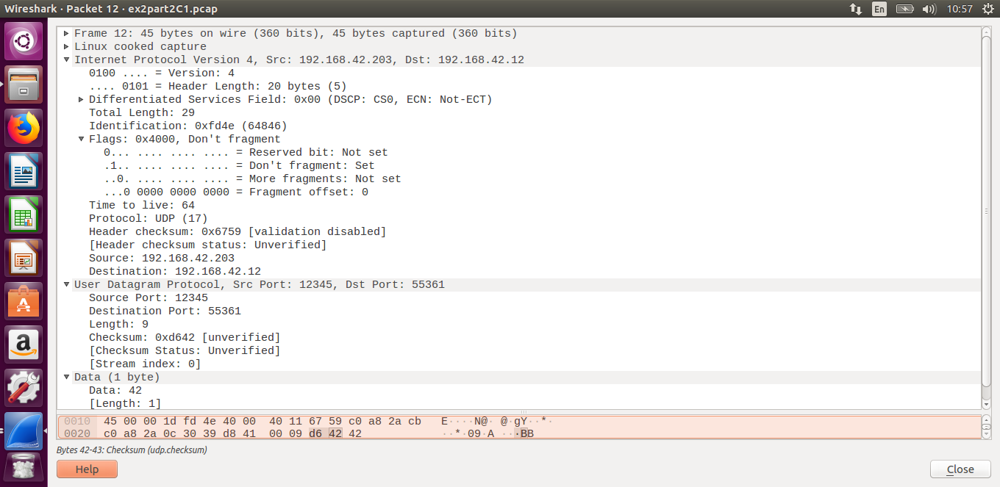 Wireshark · Packet 12 · ex2part2C1.pcap
En
10:57
Frame 12: 45 bytes on wire (360 bits), 45 bytes captured (360 bits)
Linux cooked capture
Internet Protocol Version 4, Src: 192.168.42.203, Dst: 192.168.42.12
0100 .... = Version: 4
.... 0101 = Header Length: 20 bytes (5)
Differentiated Services Field: 0x00 (DSCP: CS0, ECN: Not-ECT)
Total Length: 29
Identification: 0xfd4e (64846)
Flags: 0x4000, Don't fragment
0... .... .... .... = Reserved bit: Not set
.1.. .... .... .... = Don't fragment: Set
..0. .... .... .... = More fragments: Not set
...0 0000 0000 0000 = Fragment offset: 0
Time to live: 64
Protocol: UDP (17)
Header checksum: 0x6759 [validation disabled]
[Header checksum status: Unverified]
Source: 192.168.42.203
Destination: 192.168.42.12
User Datagram Protocol, Src Port: 12345, Dst Port: 55361
Source Port: 12345
Destination Port: 55361
Length: 9
Checksum: 0xd642 [unverified]
[Checksum Status: Unverified]
[Stream index: 0]
Data (1 byte)
Data: 42
[Length: 1]
0010 45 00 00 1d fd 4e 40 00 40 11 67 59 c0 a8 2a cb E····N@· @·gY··*·
0020 c0 a8 2a 0c 30 39 d8 41 00 09 d6 42 42 ··*·09·A ···BB
Bytes 42-43: Checksum (udp.checksum)
Help
Close